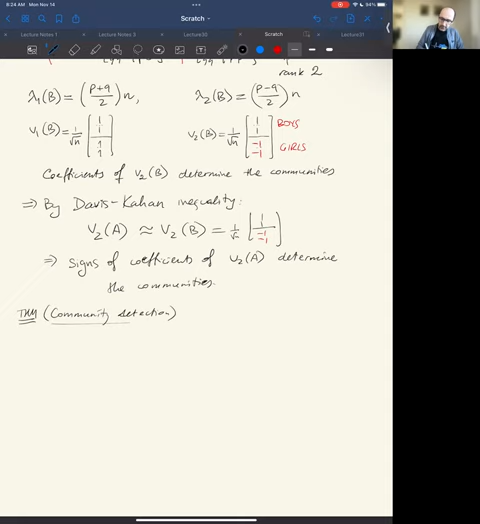 8:24 AM Mon Nov 14
94%
Scratch
Lecture Notes 1
Lecture Notes 3
Lecture30
Scratch
Lecture31
rank 2
λ₁(B) = (p+q/2) n, λ₂(B) = (p-q/2) n
v₁(B) = 1/√n [1 1 1 1] v₂(B) = 1/√n [1 1 -1 -1] BOYS GIRLS
Coefficients of v₂(B) determine the communities
⇒ By Davis-Kahan inequality:
v₂(A) ≈ v₂(B) = 1/√n [1 1 -1 -1]
⇒ signs of coefficients of v₂(A) determine
the communities.
THM (Community detection)